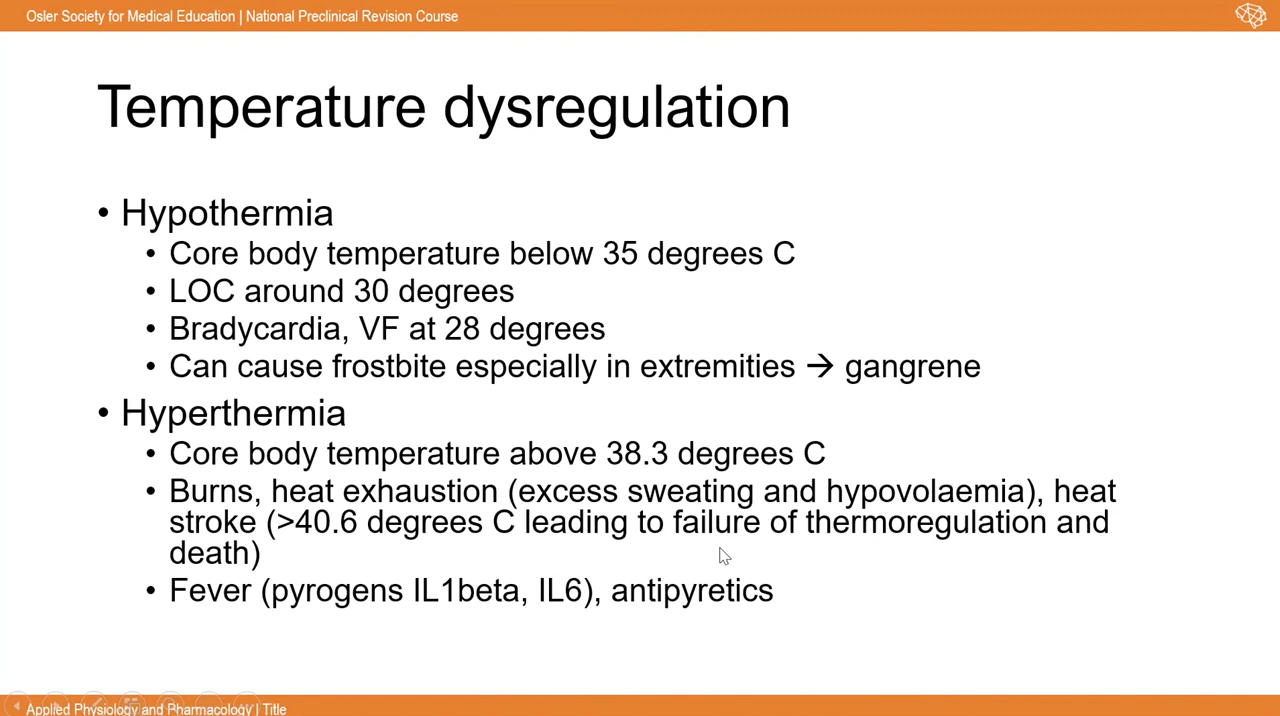 Osler Society for Medical Education | National Preclinical Revision Course
Temperature dysregulation
• Hypothermia
• Core body temperature below 35 degrees C
• LOC around 30 degrees
• Bradycardia, VF at 28 degrees
• Can cause frostbite especially in extremities → gangrene
• Hyperthermia
• Core body temperature above 38.3 degrees C
• Burns, heat exhaustion (excess sweating and hypovolaemia), heat
stroke (>40.6 degrees C leading to failure of thermoregulation and
death)
• Fever (pyrogens IL1beta, IL6), antipyretics
Applied Physiology and Pharmacology | Title